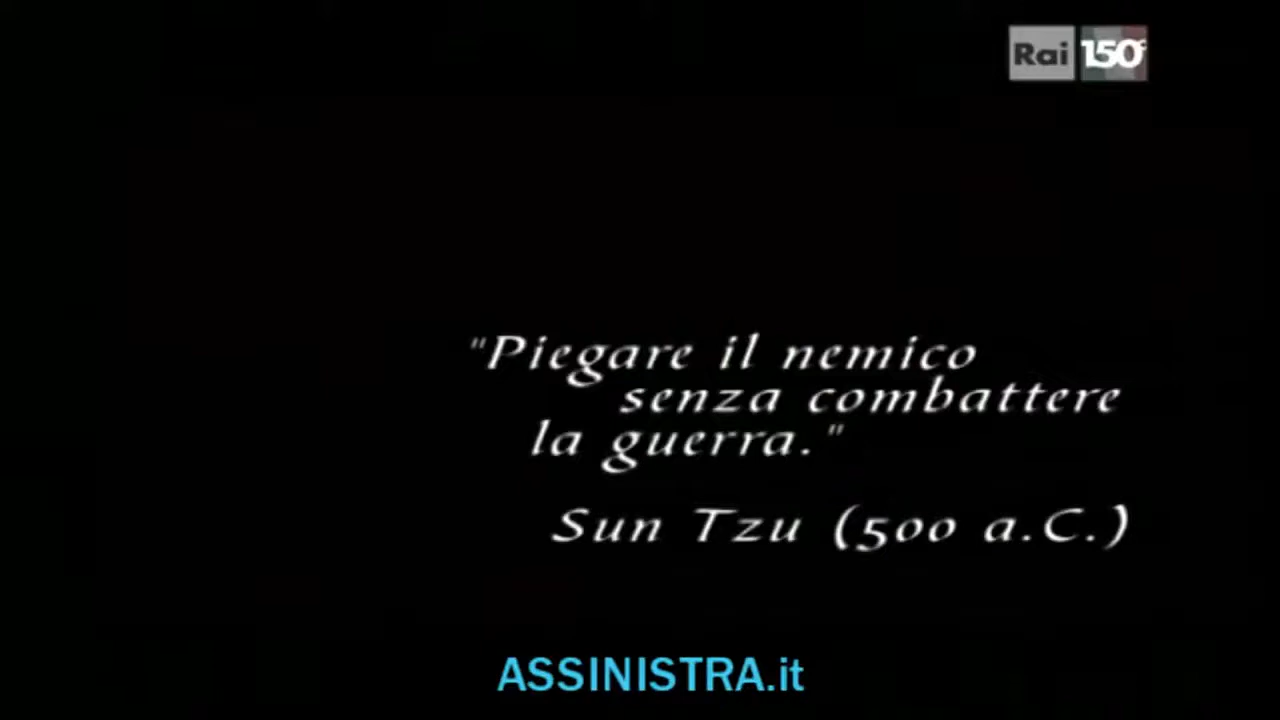 Rai 150°
"Piegare il nemico
senza combattere
la guerra."
Sun Tzu (500 a.C.)
ASSINISTRA.it